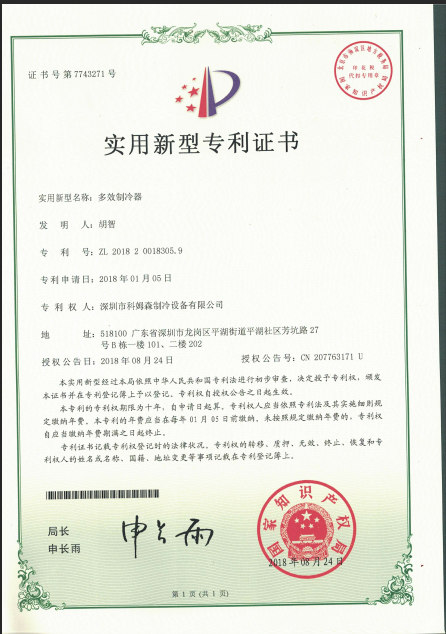 证书号第7743271号
实用新型专利证书
实用新型名称：多效制冷器
发明人：胡智
专利号：ZL 2018 2 0018305.9
专利申请日：2018年01月05日
专利权人：深圳市科姆森制冷设备有限公司
地址：518100 广东省深圳市龙岗区平湖街道平湖社区芳坑路27
号B栋一楼101、二楼202
授权公告日：2018年08月24日 授权公告号：CN 207763171 U
本实用新型经过本局依照中华人民共和国专利法进行初步审查，决定授予专利权，颁发
本证书并在专利登记簿上予以登记。专利权自授权公告之日起生效。
本专利的专利权期限为十年，自申请日起算。专利权人应当依照专利法及其实施细则规
定缴纳年费。本专利的年费应当在每年01月05日前缴纳。未按照规定缴纳年费的，专利权
自应当缴纳年费期满之日起终止。
专利证书记载专利权登记时的法律状况。专利权的转移、质押、无效、终止、恢复和专
利权人的姓名或名称、国籍、地址变更等事项记载在专利登记簿上。
局长
申长雨
申长雨
国家知识产权局
2018年08月24日
第1页（共1页）